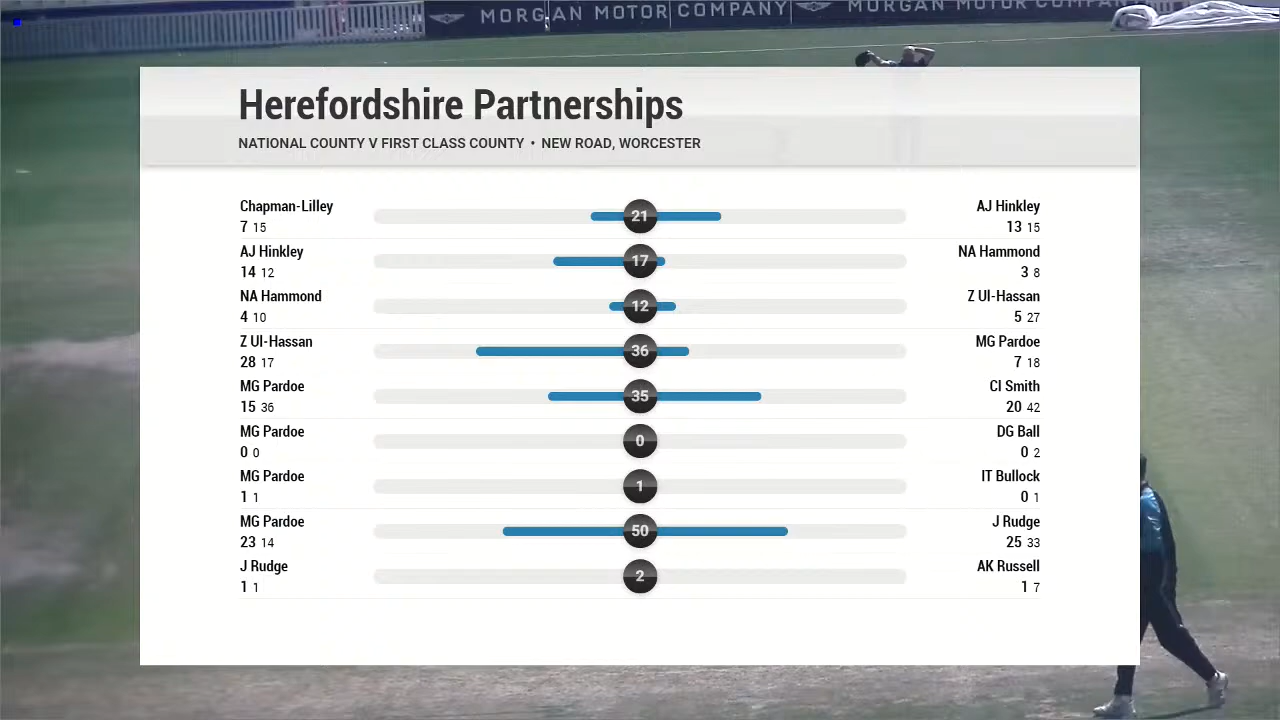 MORGAN MOTOR COMPANY MORGAN MOTOR COMPAN
Herefordshire Partnerships
NATIONAL COUNTY V FIRST CLASS COUNTY • NEW ROAD, WORCESTER
Chapman-Lilley 21 AJ Hinkley
7 15 13 15
AJ Hinkley 17 NA Hammond
14 12 3 8
NA Hammond 12 Z Ul-Hassan
4 10 5 27
Z Ul-Hassan 36 MG Pardoe
28 17 7 18
MG Pardoe 35 CI Smith
15 36 20 42
MG Pardoe 0 DG Ball
0 0 0 2
MG Pardoe 1 IT Bullock
1 1 0 1
MG Pardoe 50 J Rudge
23 14 25 33
J Rudge 2 AK Russell
1 1 1 7